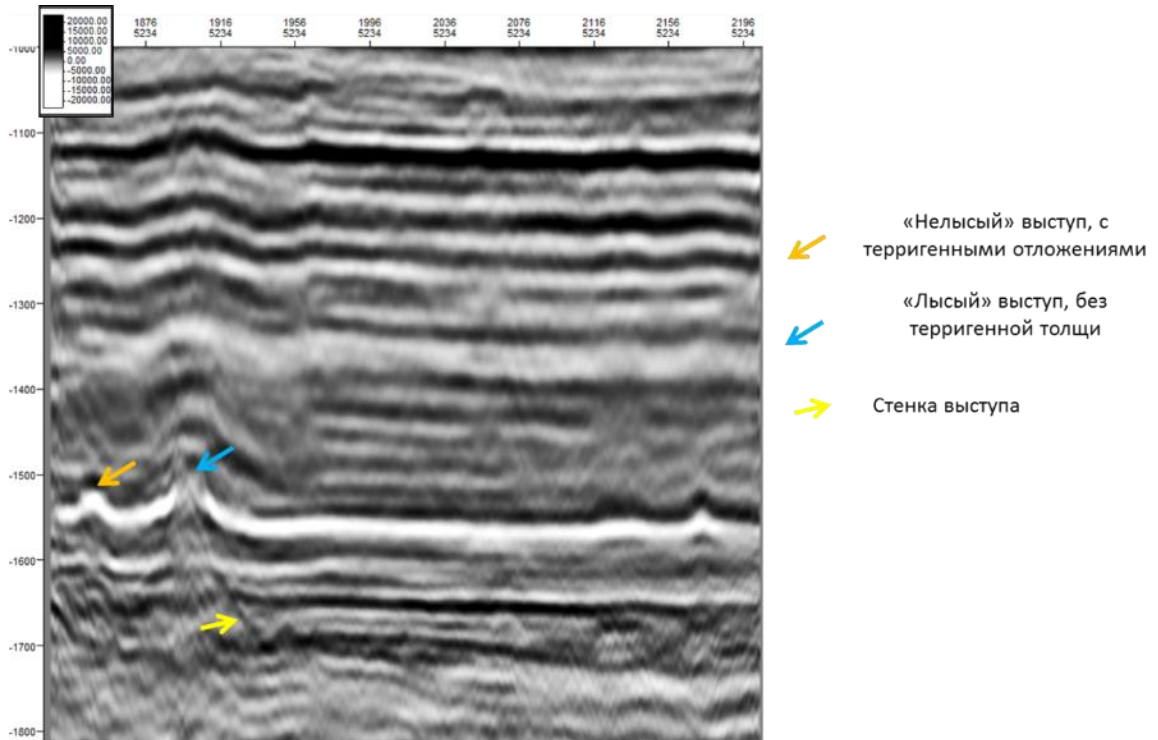 20000.00
15000.00
10000.00
5000.00
0.00
-5000.00
-10000.00
-15000.00
-20000.00
1876 1916 1956 1996 2036 2076 2116 2156 2196
5234 5234 5234 5234 5234 5234 5234 5234 5234
-1000
-1100
-1200
-1300
-1400
-1500
-1600
-1700
-1800
«Нелысый» выступ, с
терригенными отложениями
«Лысый» выступ, без
терригенной толщи
Стенка выступа